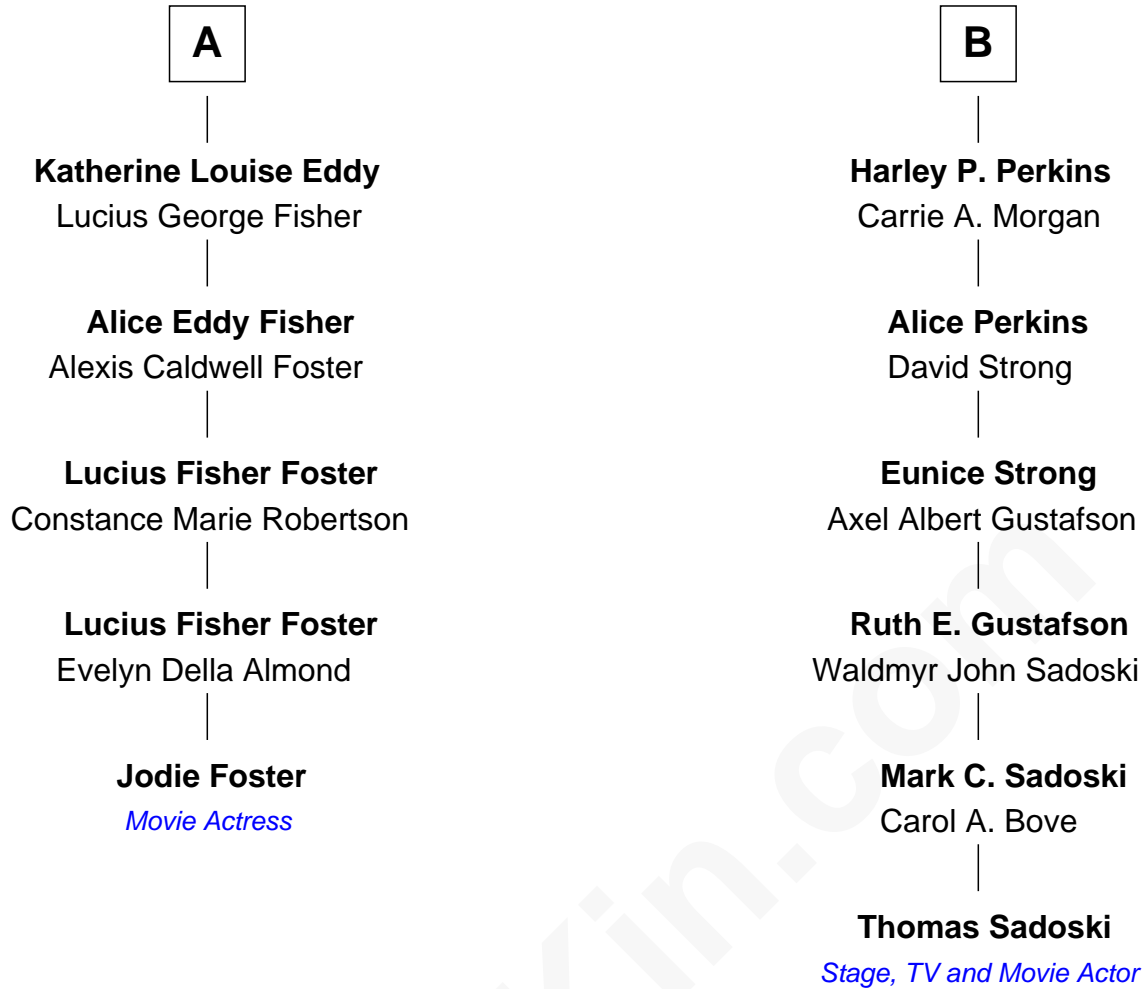 A
Katherine Louise Eddy
Lucius George Fisher
Alice Eddy Fisher
Alexis Caldwell Foster
Lucius Fisher Foster
Constance Marie Robertson
Lucius Fisher Foster
Evelyn Della Almond
Jodie Foster
Movie Actress
B
Harley P. Perkins
Carrie A. Morgan
Alice Perkins
David Strong
Eunice Strong
Axel Albert Gustafson
Ruth E. Gustafson
Waldmyr John Sadoski
Mark C. Sadoski
Carol A. Bove
Thomas Sadoski
Stage, TV and Movie Actor
Kin.com